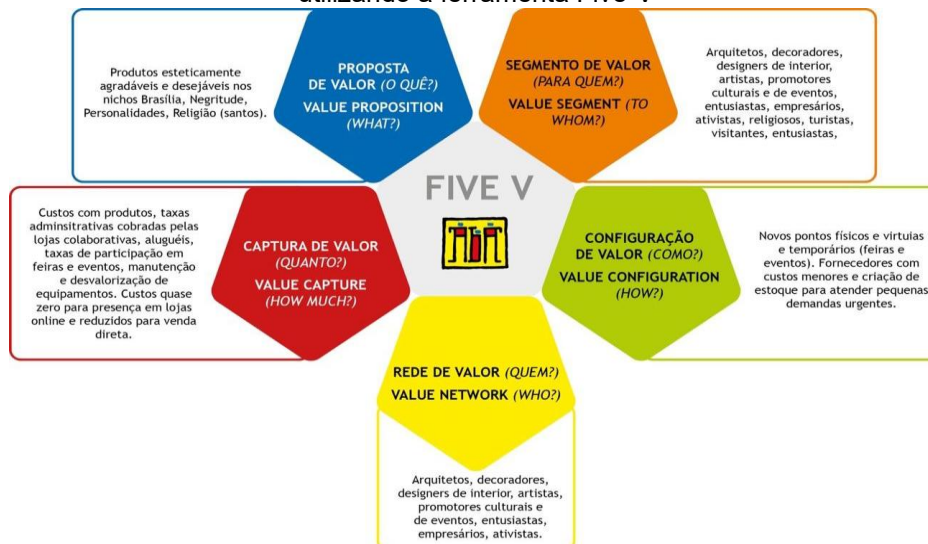 utilizando a ferramenta Five V
Produtos esteticamente
agradáveis e desejáveis nos
nichos Brasília, Negritude,
Personalidades, Religião (santos).
PROPOSTA
DE VALOR (O QUÊ?)
VALUE PROPOSITION
(WHAT?)
SEGMENTO DE VALOR
(PARA QUEM?)
VALUE SEGMENT (TO
WHOM?)
Arquitetos, decoradores,
designers de interior,
artistas, promotores
culturais e de eventos,
entusiastas, empresários,
ativistas, religiosos, turistas,
visitantes, entusiastas,
FIVE V
Custos com produtos, taxas
adminsitrativas cobradas pelas
lojas colaborativas, aluguéis,
taxas de participação em
feiras e eventos, manutenção
e desvalorização de
equipamentos. Custos quase
zero para presença em lojas
online e reduzidos para venda
direta.
CAPTURA DE VALOR
(QUANTO?)
VALUE CAPTURE
(HOW MUCH?)
CONFIGURAÇÃO
DE VALOR (COMO?)
VALUE CONFIGURATION
(HOW?)
Novos pontos físicos e virtuias
e temporários (feiras e
eventos). Fornecedores com
custos menores e criação de
estoque para atender pequenas
demandas urgentes.
REDE DE VALOR (QUEM?)
VALUE NETWORK (WHO?)
Arquitetos, decoradores,
designers de interior, artistas,
promotores culturais e
de eventos, entusiastas,
empresários, ativistas.